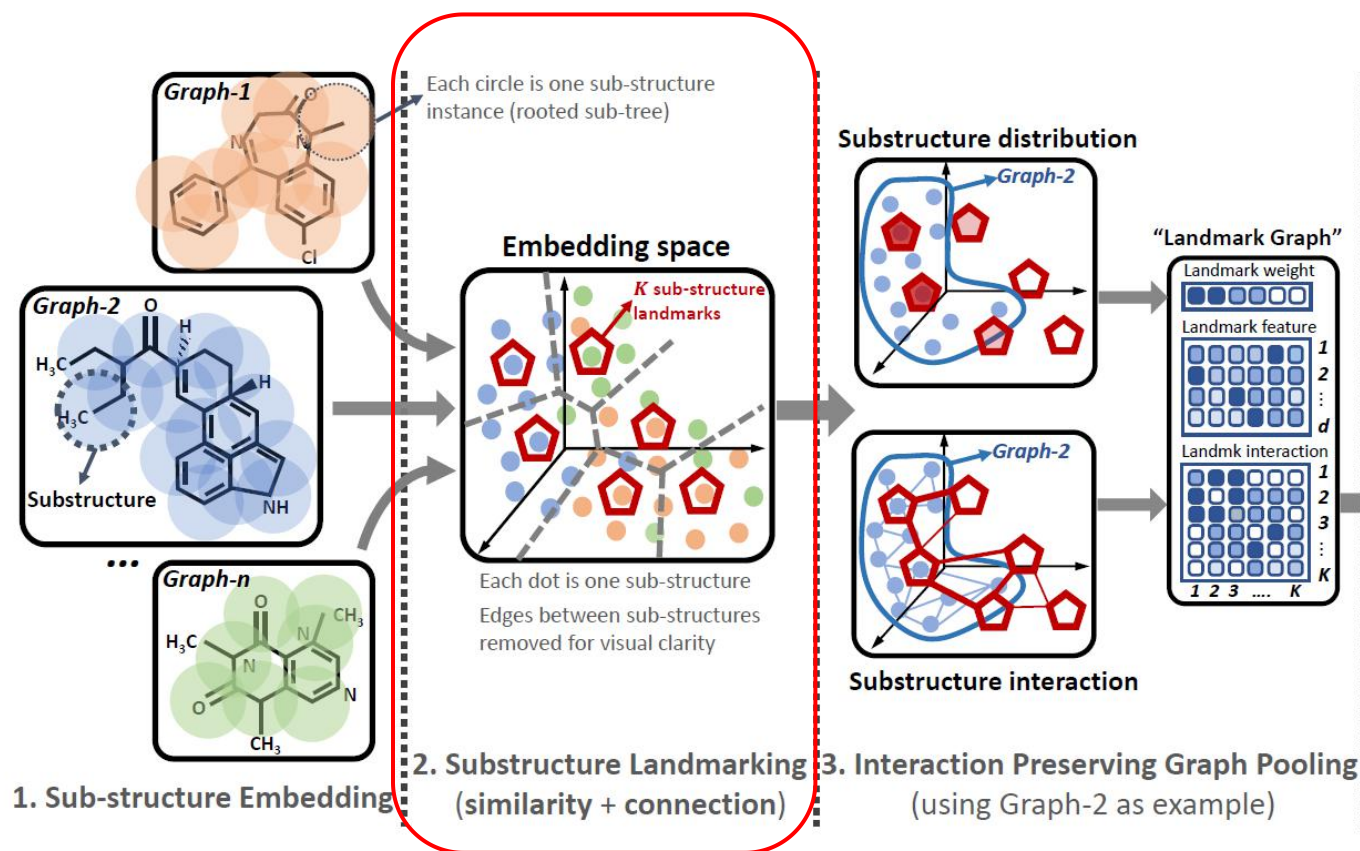 Graph-1
O
N
N
Cl
Graph-2
O
H
H₃C
H
H₃C
Substructure
NH
...
Graph-n
O
CH₃
N
H₃C
N
N
O
CH₃
1. Sub-structure Embedding
Each circle is one sub-structure
instance (rooted sub-tree)
Embedding space
K sub-structure
landmarks
Each dot is one sub-structure
Edges between sub-structures
removed for visual clarity
2. Substructure Landmarking
(similarity + connection)
Substructure distribution
Graph-2
Graph-2
Substructure interaction
"Landmark Graph"
Landmark weight
Landmark feature
1
2
⋮
d
Landmk interaction
1
2
3
⋮
K
1 2 3 .... K
3. Interaction Preserving Graph Pooling
(using Graph-2 as example)